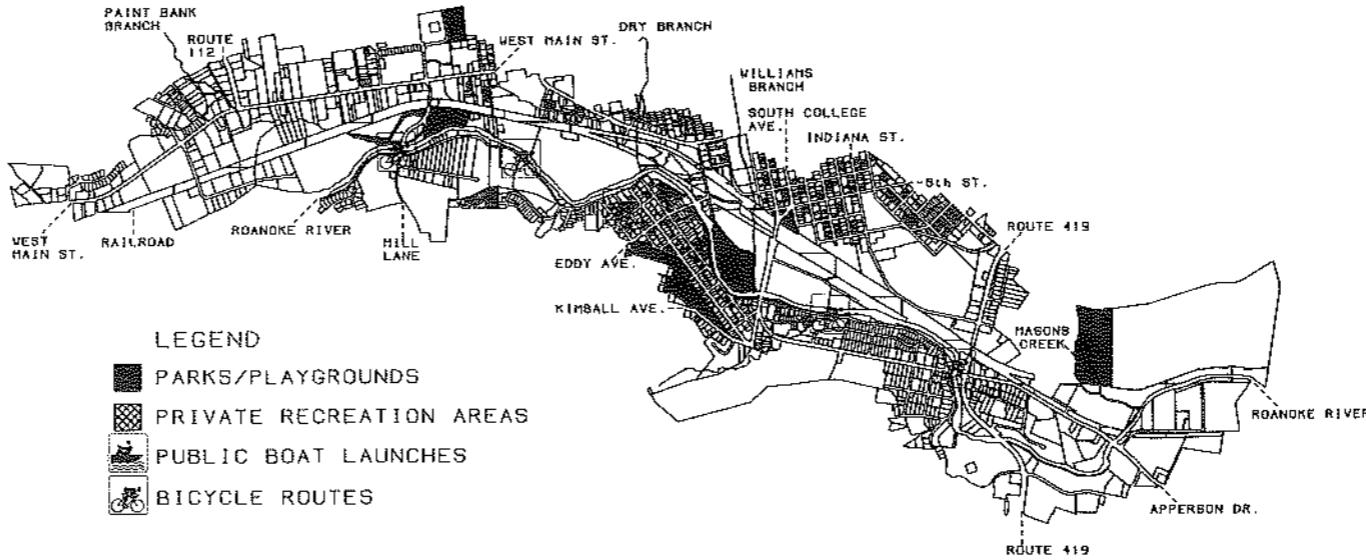 PAINT BANK
BRANCH
ROUTE
112
WEST MAIN ST.
DRY BRANCH
WILLIAMS
BRANCH
SOUTH COLLEGE
AVE.
INDIANA ST.
8th ST.
ROUTE 419
WEST
MAIN ST.
RAILROAD
ROANOKE RIVER
MILL
LANE
EDDY AVE.
KIMBALL AVE.
MASONS
CREEK
ROANOKE RIVER
APPERSON DR.
ROUTE 419
LEGEND
PARKS/PLAYGROUNDS
PRIVATE RECREATION AREAS
PUBLIC BOAT LAUNCHES
BICYCLE ROUTES